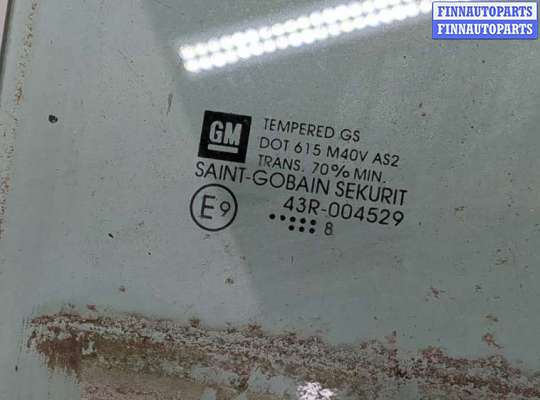 FINNAUTOPARTS
FINNAUTOPARTS
GM
TEMPERED GS
DOT 615 M40V AS2
TRANS. 70% MIN.
SAINT-GOBAIN SEKURIT
E9
43R-004529
8